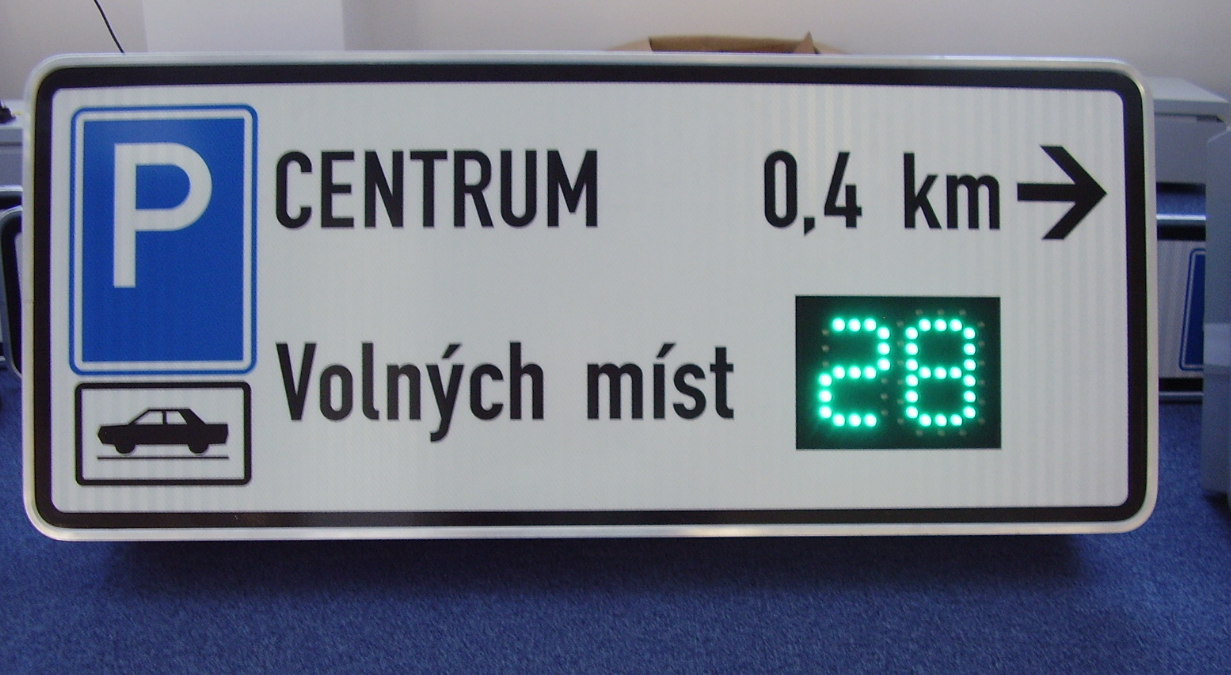 P
CENTRUM 0,4 km →
Volných míst 28